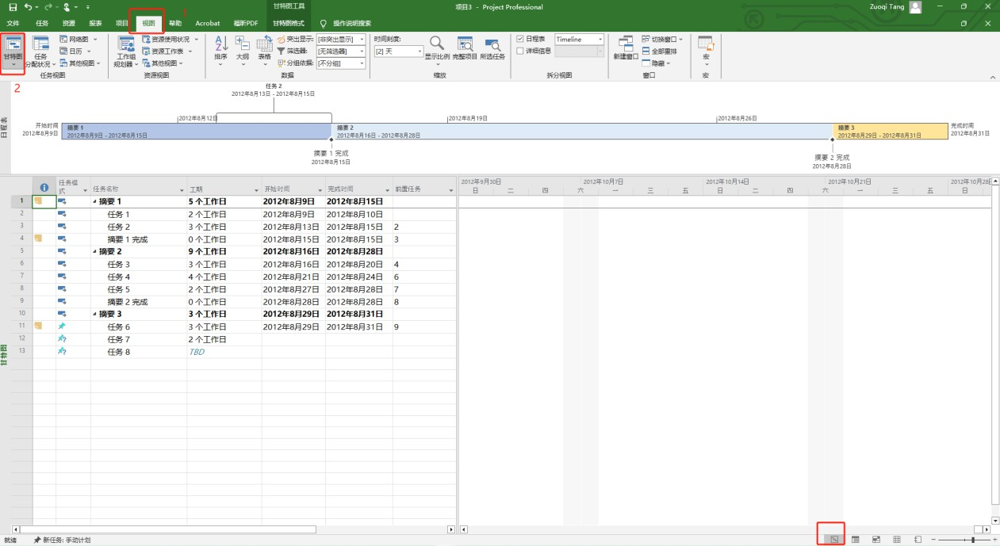 甘特图工具
项目3 - Project Professional
Zuoqi Tang
文件 任务 资源 报表 项目 视图 帮助 Acrobat 福昕PDF 甘特图格式 操作说明搜索
1
甘特图
任务分配状况
网络图
日历
其他视图
任务视图
工作组规划器
资源使用状况
资源工作表
其他视图
资源视图
排序
大纲
表格
突出显示: [非突出显示]
筛选器: [无筛选器]
分组依据: [不分组]
数据
时间刻度:
[2] 天
显示比例
完整项目
所选任务
缩放
日程表 Timeline
详细信息
拆分视图
新建窗口
切换窗口
全部重排
隐藏
窗口
宏
宏
2
日程表
任务 2
2012年8月13日 - 2012年8月15日
2012年8月12日 2012年8月19日 2012年8月26日
开始时间
2012年8月9日
摘要 1
2012年8月9日 - 2012年8月15日
摘要 2
2012年8月16日 - 2012年8月28日
摘要 3
2012年8月29日 - 2012年8月31日
完成时间
2012年8月31日
摘要 1 完成
2012年8月15日
摘要 2 完成
2012年8月28日
任务模式 任务名称 工期 开始时间 完成时间 前置任务
2012年9月30日 2012年10月7日 2012年10月14日 2012年10月21日 2012年10月28日
日 二 四 六 一 三 五 日 二 四 六 一 三 五 日
1 摘要 1 5 个工作日 2012年8月9日 2012年8月15日
2 任务 1 2 个工作日 2012年8月9日 2012年8月10日
3 任务 2 3 个工作日 2012年8月13日 2012年8月15日 2
4 摘要 1 完成 0 个工作日 2012年8月15日 2012年8月15日 3
5 摘要 2 9 个工作日 2012年8月16日 2012年8月28日
6 任务 3 3 个工作日 2012年8月16日 2012年8月20日 4
7 任务 4 4 个工作日 2012年8月21日 2012年8月24日 6
8 任务 5 2 个工作日 2012年8月27日 2012年8月28日 7
9 摘要 2 完成 0 个工作日 2012年8月28日 2012年8月28日 8
10 摘要 3 3 个工作日 2012年8月29日 2012年8月31日
11 任务 6 3 个工作日 2012年8月29日 2012年8月31日 9
12 任务 7 2 个工作日
13 任务 8 TBD
甘特图
就绪 新任务: 手动计划